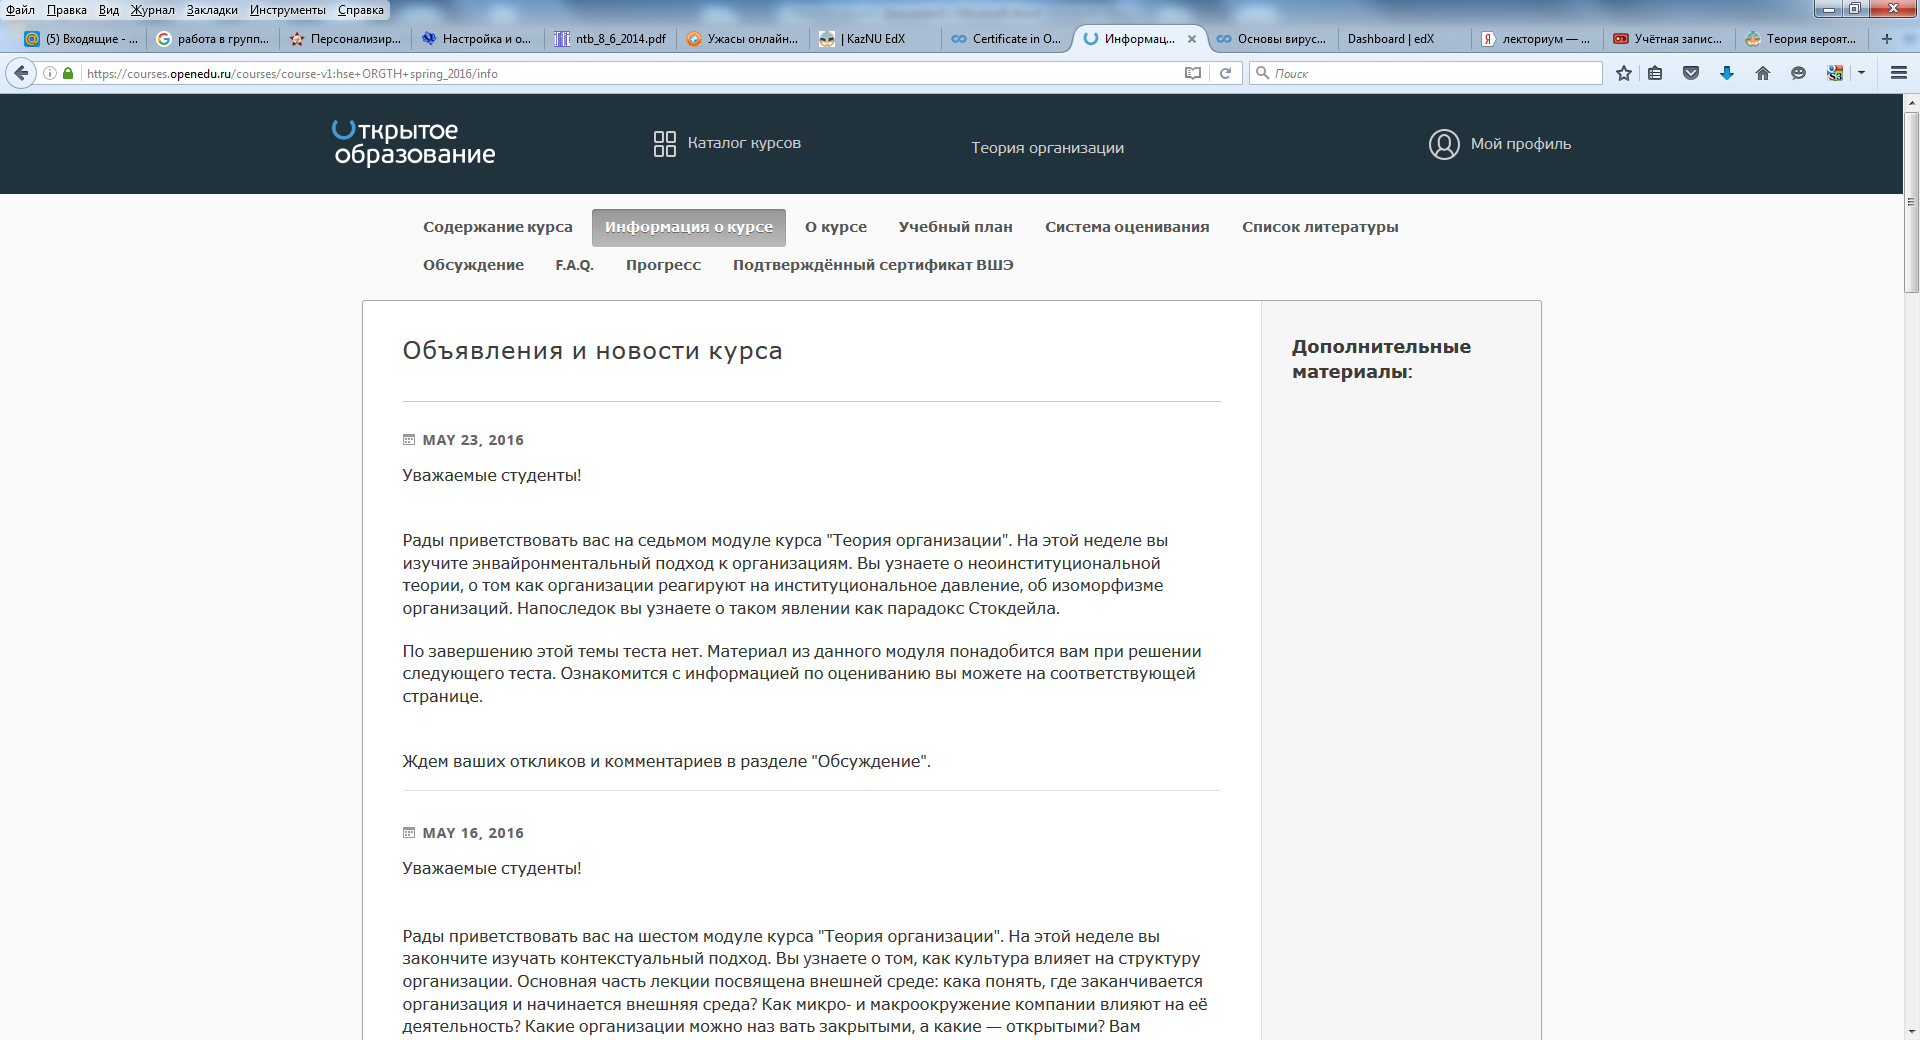 Файл Правка Вид Журнал Закладки Инструменты Справка
(5) Входящие - ... работа в групп... Персонализир... Настройка и о... ntb_8_6_2014.pdf Ужасы онлайн... | KazNU EdX Certificate in O... Информац... Основы вирус... Dashboard | edX лекториум — ... Учётная запис... Теория вероят...
https://courses.openedu.ru/courses/course-v1:hse+ORGTH+spring_2016/info Поиск
Открытое
образование
Каталог курсов
Теория организации
Мой профиль
Содержание курса Информация о курсе О курсе Учебный план Система оценивания Список литературы
Обсуждение F.A.Q. Прогресс Подтверждённый сертификат ВШЭ
Объявления и новости курса
MAY 23, 2016
Уважаемые студенты!
Рады приветствовать вас на седьмом модуле курса "Теория организации". На этой неделе вы
изучите энвайронментальный подход к организациям. Вы узнаете о неоинституциональной
теории, о том как организации реагируют на институциональное давление, об изоморфизме
организаций. Напоследок вы узнаете о таком явлении как парадокс Стокдейла.
По завершению этой темы теста нет. Материал из данного модуля понадобится вам при решении
следующего теста. Ознакомится с информацией по оцениванию вы можете на соответствующей
странице.
Ждем ваших откликов и комментариев в разделе "Обсуждение".
MAY 16, 2016
Уважаемые студенты!
Рады приветствовать вас на шестом модуле курса "Теория организации". На этой неделе вы
закончите изучать контекстуальный подход. Вы узнаете о том, как культура влияет на структуру
организации. Основная часть лекции посвящена внешней среде: кака понять, где заканчивается
организация и начинается внешняя среда? Как микро- и макроокружение компании влияют на её
деятельность? Какие организации можно наз вать закрытыми, а какие — открытыми? Вам
Дополнительные
материалы: